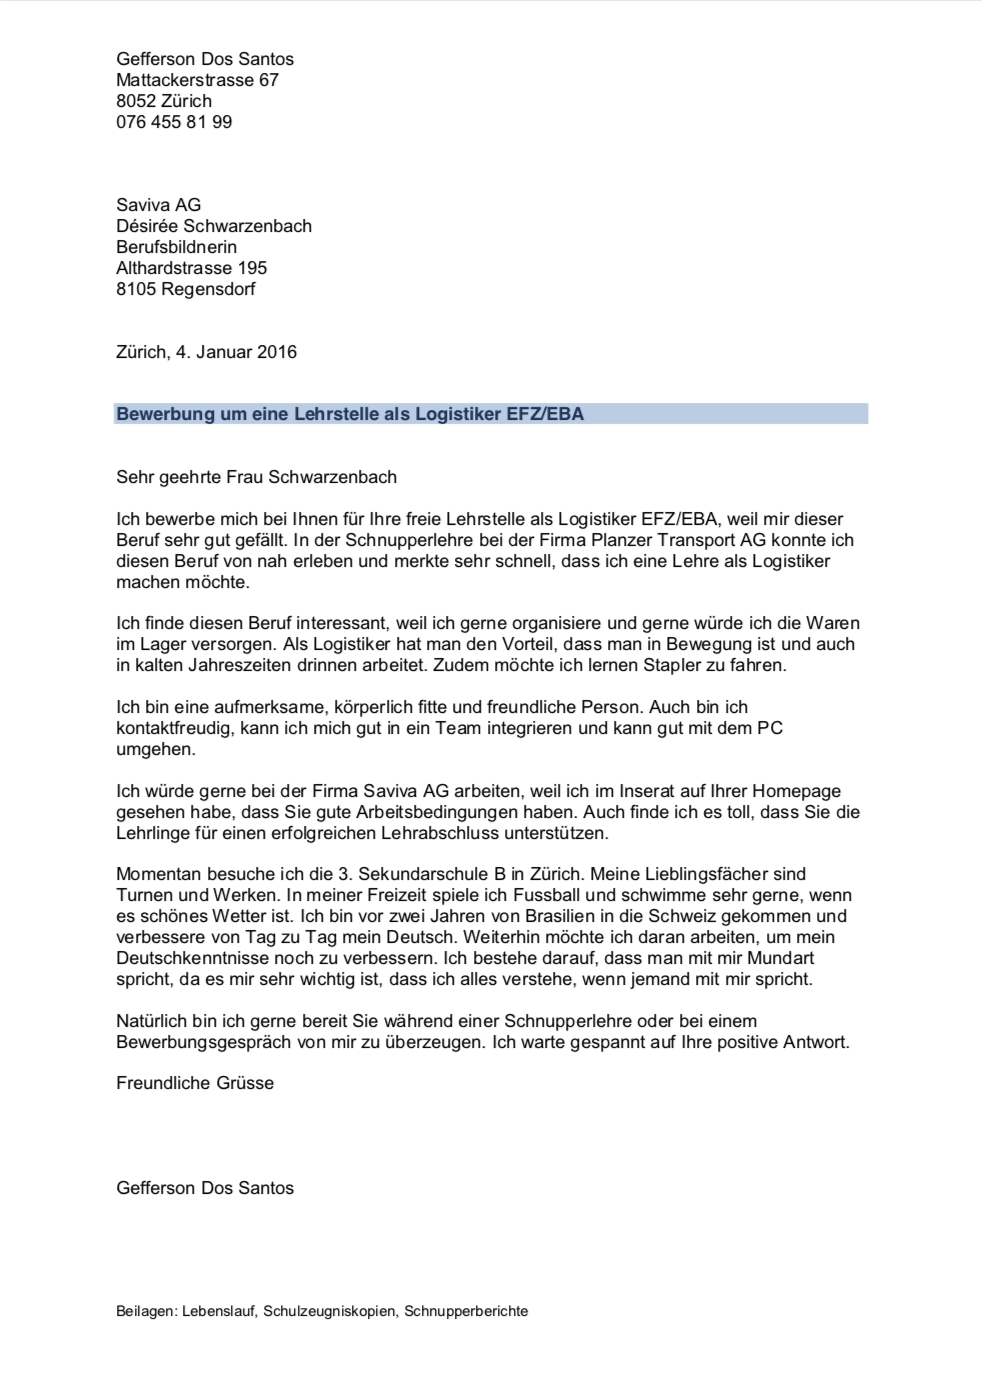 Gefferson Dos Santos
Mattackerstrasse 67
8052 Zürich
076 455 81 99
Saviva AG
Désirée Schwarzenbach
Berufsbildnerin
Althardstrasse 195
8105 Regensdorf
Zürich, 4. Januar 2016
Bewerbung um eine Lehrstelle als Logistiker EFZ/EBA
Sehr geehrte Frau Schwarzenbach
Ich bewerbe mich bei Ihnen für Ihre freie Lehrstelle als Logistiker EFZ/EBA, weil mir dieser
Beruf sehr gut gefällt. In der Schnupperlehre bei der Firma Planzer Transport AG konnte ich
diesen Beruf von nah erleben und merkte sehr schnell, dass ich eine Lehre als Logistiker
machen möchte.
Ich finde diesen Beruf interessant, weil ich gerne organisiere und gerne würde ich die Waren
im Lager versorgen. Als Logistiker hat man den Vorteil, dass man in Bewegung ist und auch
in kalten Jahreszeiten drinnen arbeitet. Zudem möchte ich lernen Stapler zu fahren.
Ich bin eine aufmerksame, körperlich fitte und freundliche Person. Auch bin ich
kontaktfreudig, kann ich mich gut in ein Team integrieren und kann gut mit dem PC
umgehen.
Ich würde gerne bei der Firma Saviva AG arbeiten, weil ich im Inserat auf Ihrer Homepage
gesehen habe, dass Sie gute Arbeitsbedingungen haben. Auch finde ich es toll, dass Sie die
Lehrlinge für einen erfolgreichen Lehrabschluss unterstützen.
Momentan besuche ich die 3. Sekundarschule B in Zürich. Meine Lieblingsfächer sind
Turnen und Werken. In meiner Freizeit spiele ich Fussball und schwimme sehr gerne, wenn
es schönes Wetter ist. Ich bin vor zwei Jahren von Brasilien in die Schweiz gekommen und
verbessere von Tag zu Tag mein Deutsch. Weiterhin möchte ich daran arbeiten, um mein
Deutschkenntnisse noch zu verbessern. Ich bestehe darauf, dass man mit mir Mundart
spricht, da es mir sehr wichtig ist, dass ich alles verstehe, wenn jemand mit mir spricht.
Natürlich bin ich gerne bereit Sie während einer Schnupperlehre oder bei einem
Bewerbungsgespräch von mir zu überzeugen. Ich warte gespannt auf Ihre positive Antwort.
Freundliche Grüsse
Gefferson Dos Santos
Beilagen: Lebenslauf, Schulzeugniskopien, Schnupperberichte